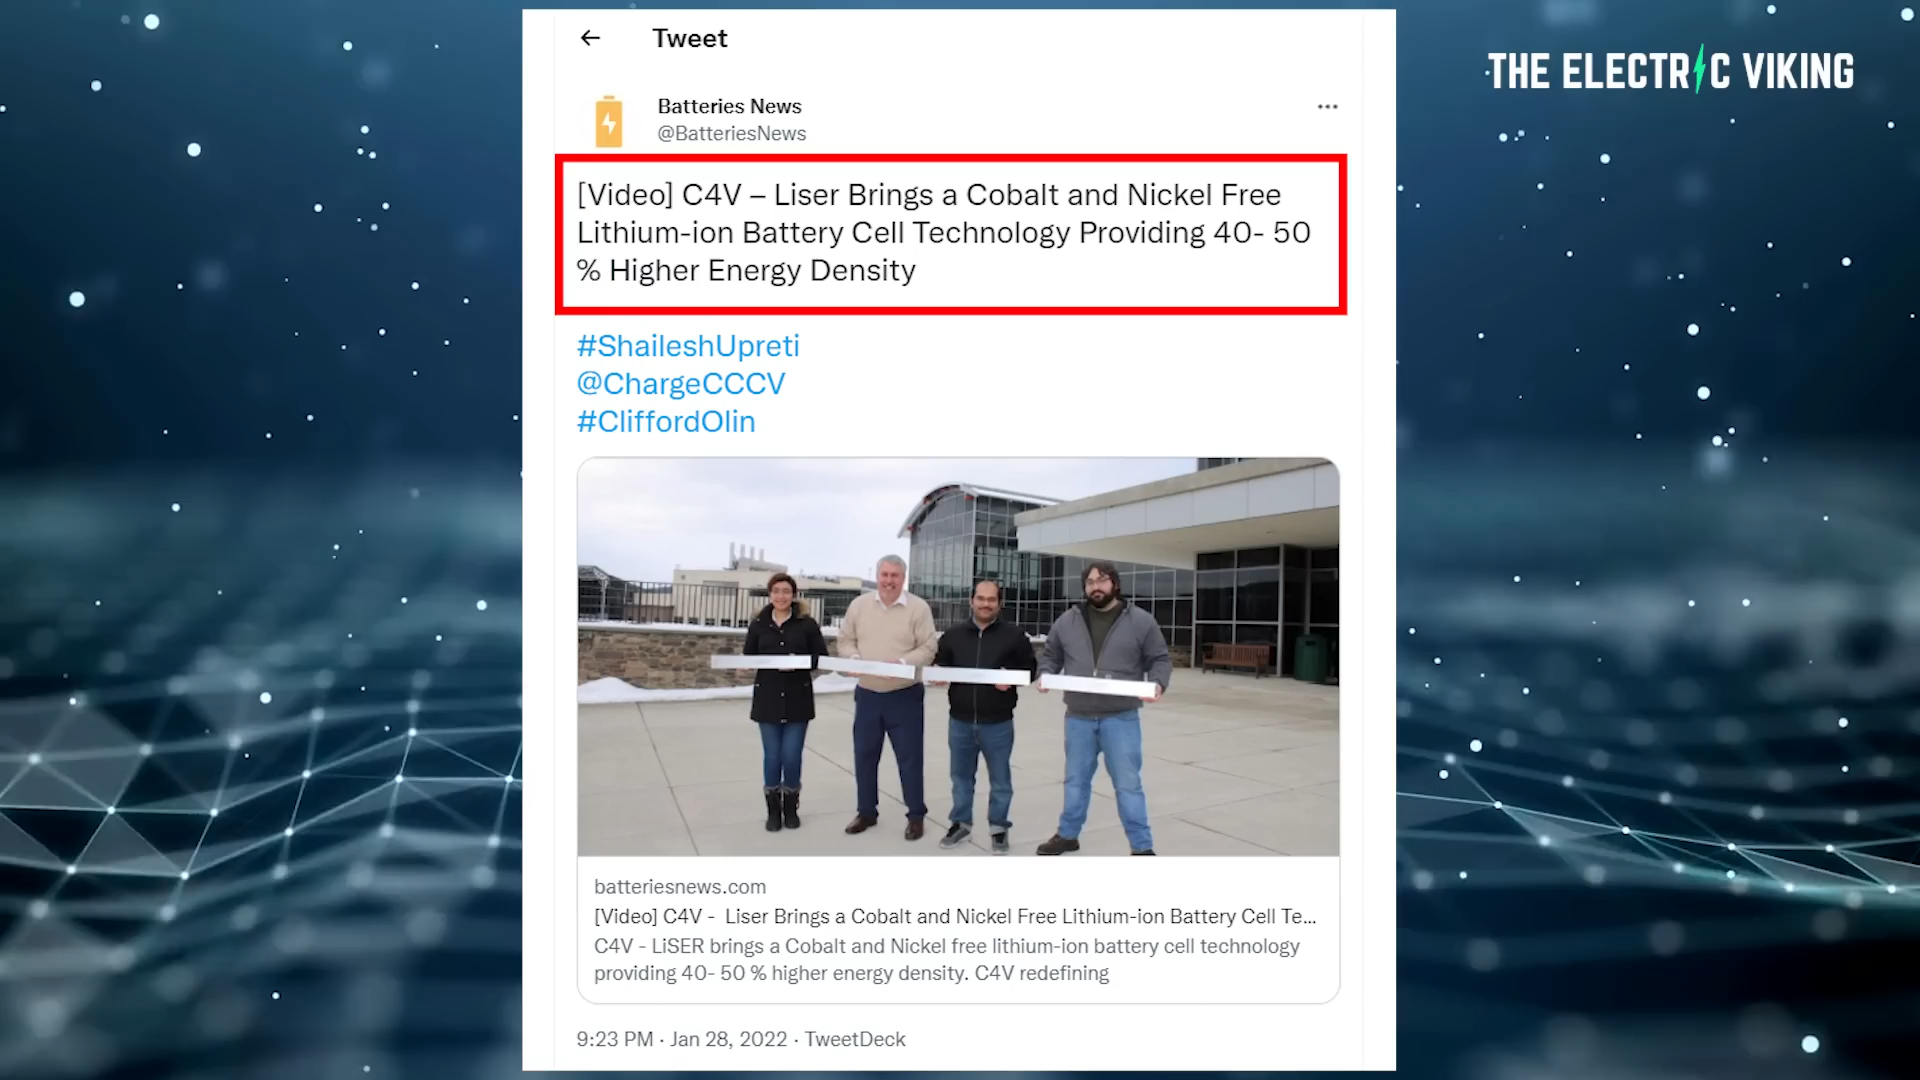 Tweet
THE ELECTRIC VIKING
Batteries News
@BatteriesNews
[Video] C4V – Liser Brings a Cobalt and Nickel Free
Lithium-ion Battery Cell Technology Providing 40- 50
% Higher Energy Density
#ShaileshUpreti
@ChargeCCCV
#CliffordOlin
batteriesnews.com
[Video] C4V - Liser Brings a Cobalt and Nickel Free Lithium-ion Battery Cell Te...
C4V - LiSER brings a Cobalt and Nickel free lithium-ion battery cell technology
providing 40- 50 % higher energy density. C4V redefining
9:23 PM · Jan 28, 2022 · TweetDeck